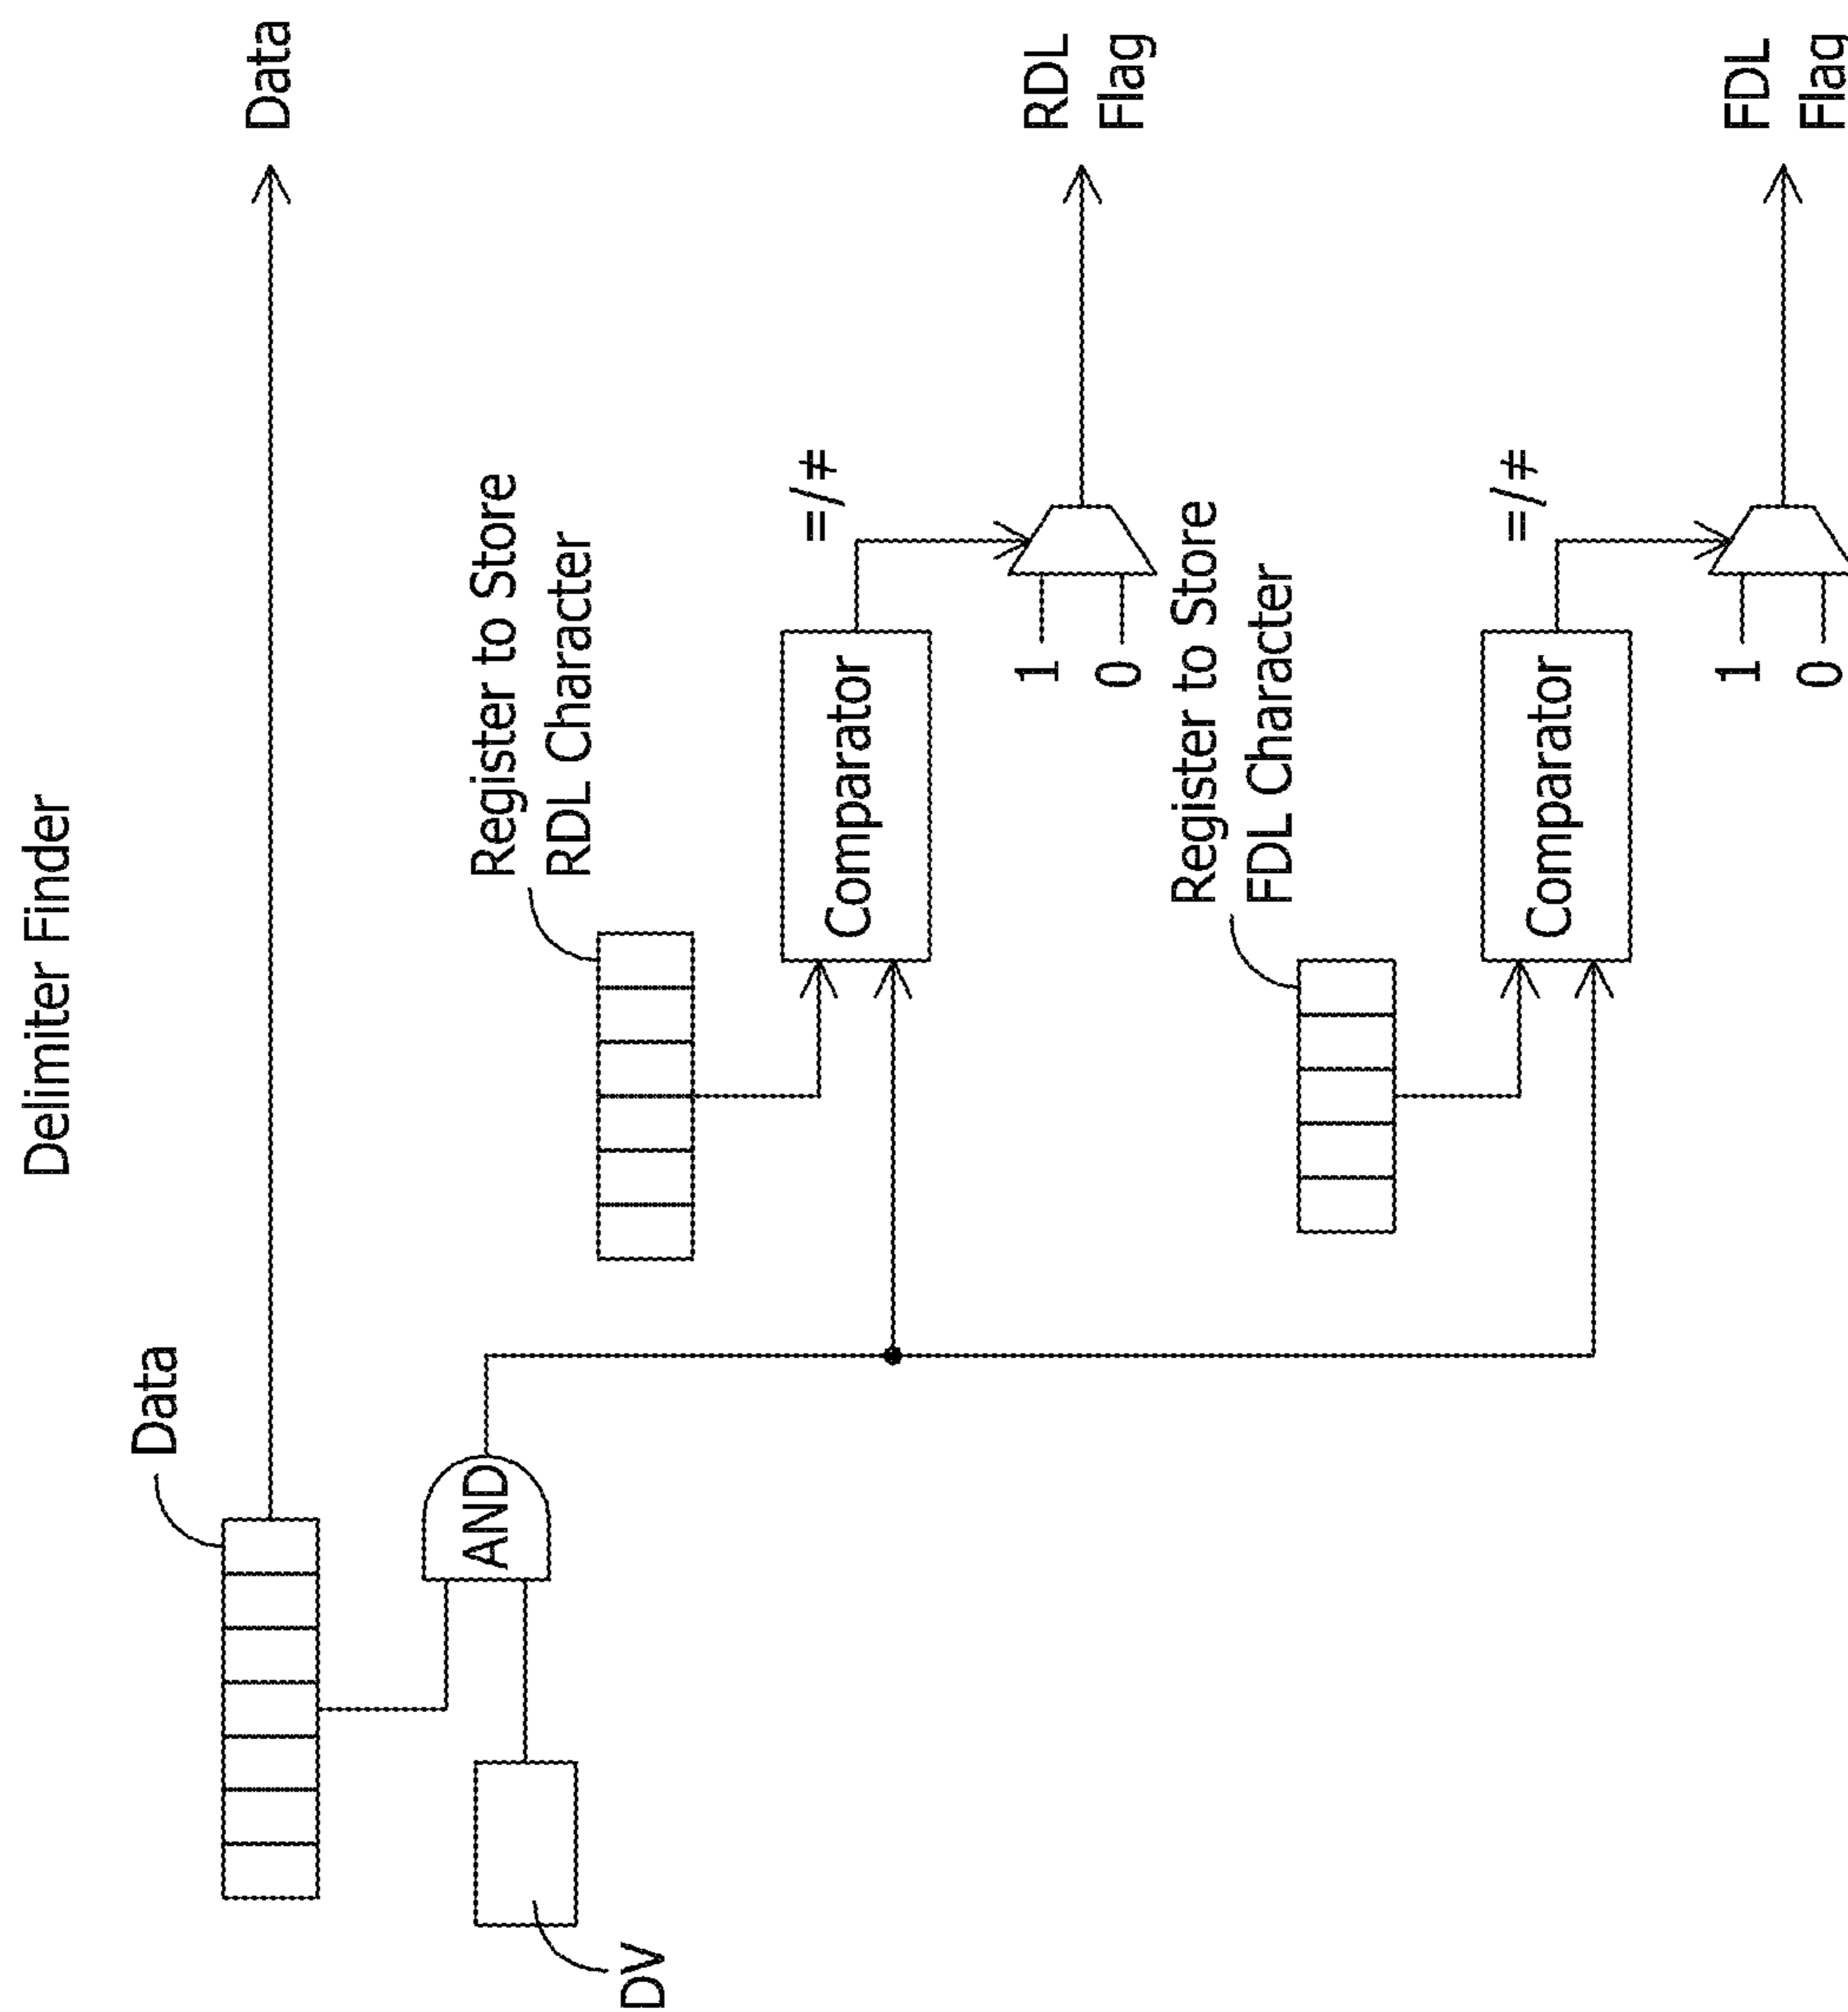 Delimiter Finder
Data
Data
DV
AND
Register to Store
RDL Character
Comparator
=/≠
1
0
RDL
Flag
Register to Store
FDL Character
Comparator
=/≠
1
0
FDL
Flag